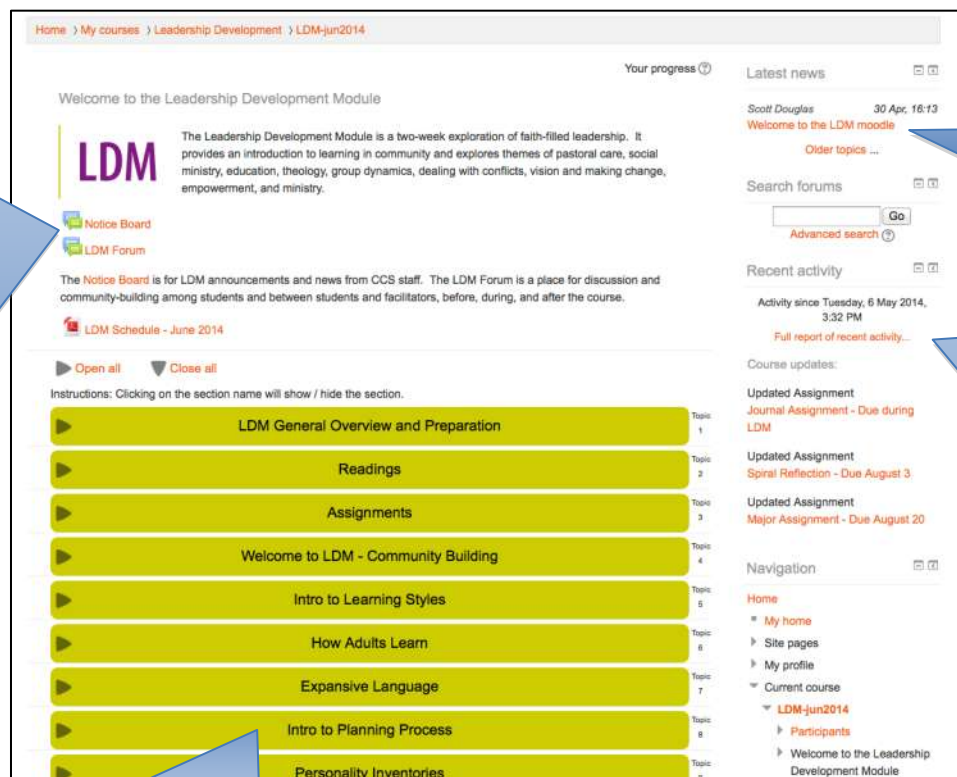 Home › My courses › Leadership Development › LDM-jun2014
Your progress
Welcome to the Leadership Development Module
LDM
The Leadership Development Module is a two-week exploration of faith-filled leadership. It
provides an introduction to learning in community and explores themes of pastoral care, social
ministry, education, theology, group dynamics, dealing with conflicts, vision and making change,
empowerment, and ministry.
Notice Board
LDM Forum
The Notice Board is for LDM announcements and news from CCS staff. The LDM Forum is a place for discussion and
community-building among students and between students and facilitators, before, during, and after the course.
LDM Schedule - June 2014
Open all Close all
Instructions: Clicking on the section name will show / hide the section.
LDM General Overview and Preparation
Topic
1
Readings
Topic
2
Assignments
Topic
3
Welcome to LDM - Community Building
Topic
4
Intro to Learning Styles
Topic
5
How Adults Learn
Topic
6
Expansive Language
Topic
7
Intro to Planning Process
Topic
8
Personality Inventories
Topic
Latest news
Scott Douglas 30 Apr, 16:13
Welcome to the LDM moodle
Older topics ...
Search forums
Go
Advanced search
Recent activity
Activity since Tuesday, 6 May 2014,
3:32 PM
Full report of recent activity...
Course updates:
Updated Assignment
Journal Assignment - Due during
LDM
Updated Assignment
Spiral Reflection - Due August 3
Updated Assignment
Major Assignment - Due August 20
Navigation
Home
My home
Site pages
My profile
Current course
LDM-jun2014
Participants
Welcome to the Leadership
Development Module